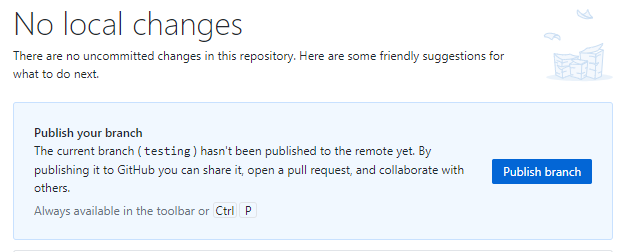 No local changes
There are no uncommitted changes in this repository. Here are some friendly suggestions for
what to do next.
Publish your branch
The current branch (testing) hasn't been published to the remote yet. By
publishing it to GitHub you can share it, open a pull request, and collaborate with
others.
Publish branch
Always available in the toolbar or Ctrl P